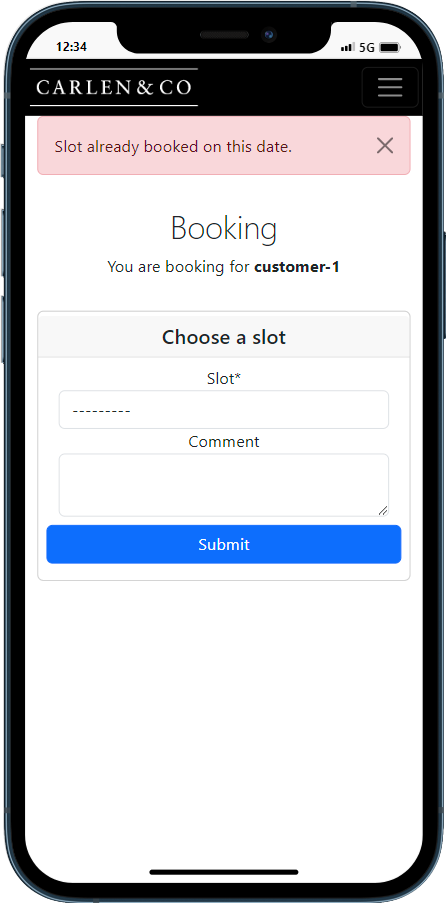 12:34
5G
CARLEN & CO
Slot already booked on this date.
Booking
You are booking for customer-1
Choose a slot
Slot*
---------
Comment
Submit